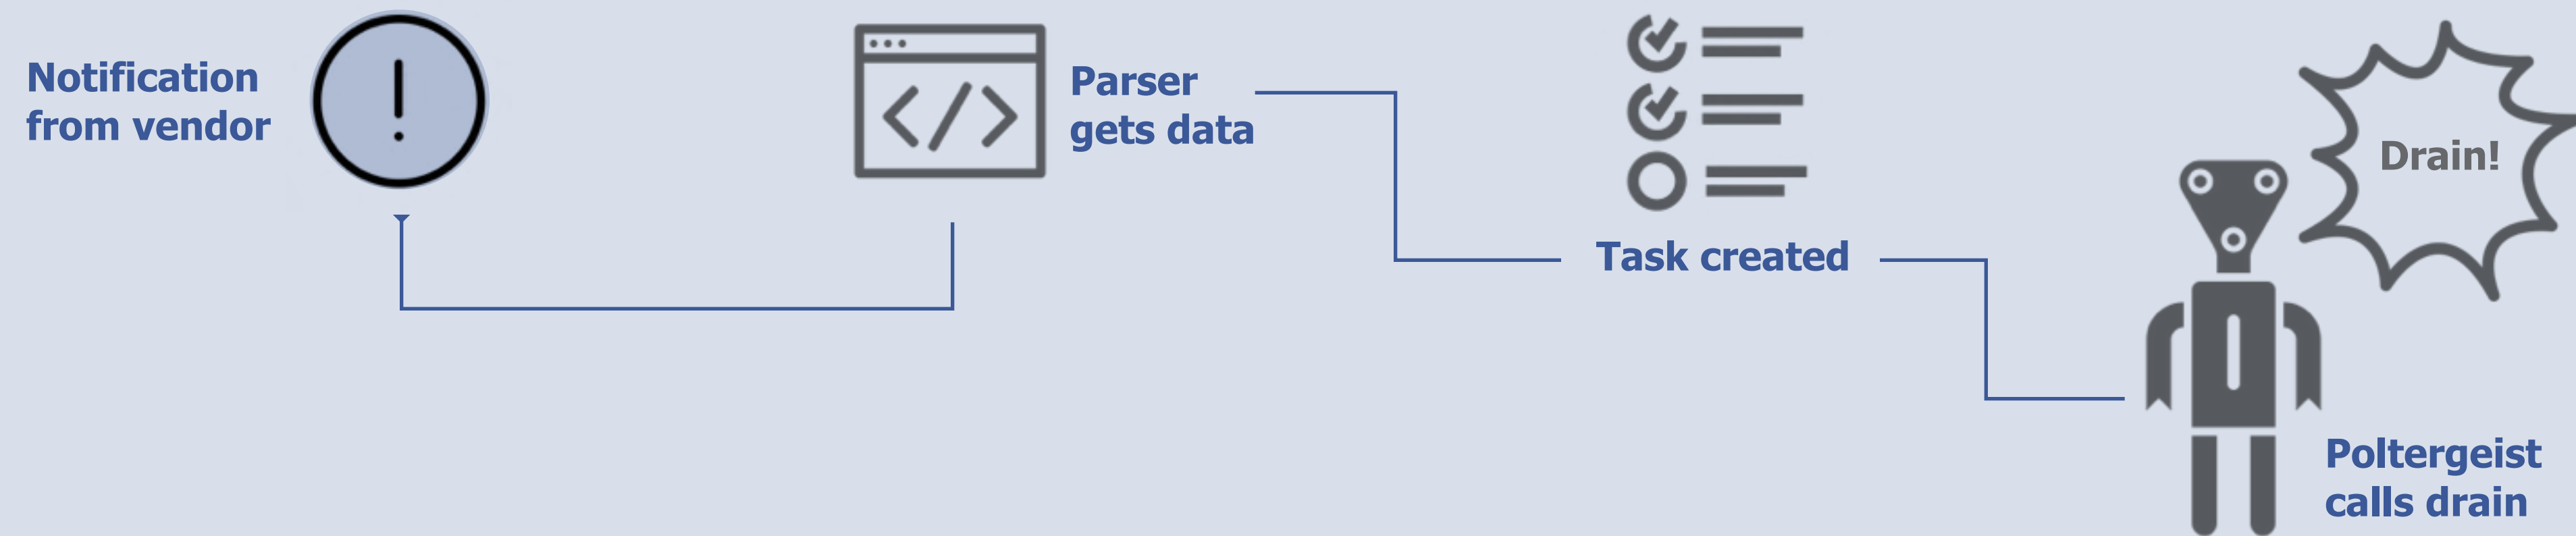 Notification
from vendor
Parser
gets data
Task created
Drain!
Poltergeist
calls drain